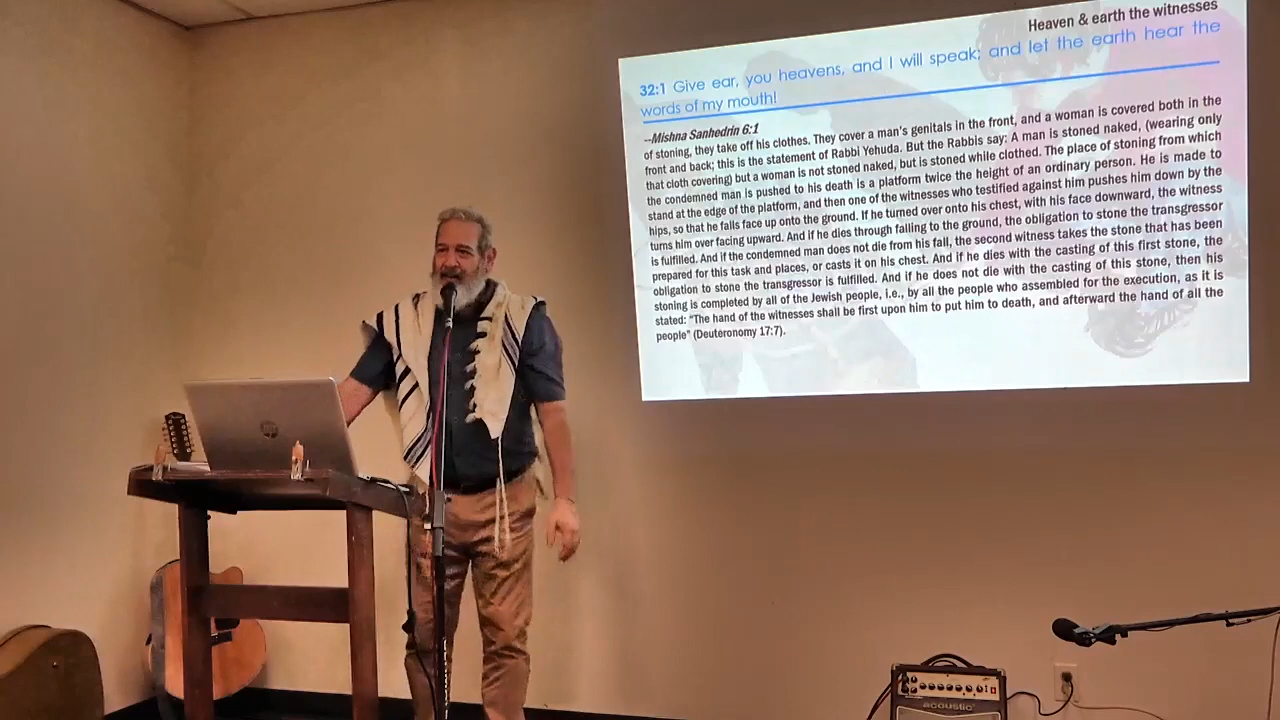 Heaven & earth the witnesses
32:1 Give ear, you heavens, and I will speak; and let the earth hear the
words of my mouth!
--Mishna Sanhedrin 6:1
of stoning, they take off his clothes. They cover a man's genitals in the front, and a woman is covered both in the
front and back; this is the statement of Rabbi Yehuda. But the Rabbis say: A man is stoned naked, (wearing only
that cloth covering) but a woman is not stoned naked, but is stoned while clothed. The place of stoning from which
the condemned man is pushed to his death is a platform twice the height of an ordinary person. He is made to
stand at the edge of the platform, and then one of the witnesses who testified against him pushes him down by the
hips, so that he falls face up onto the ground. If he turned over onto his chest, with his face downward, the witness
turns him over facing upward. And if he dies through falling to the ground, the obligation to stone the transgressor
is fulfilled. And if the condemned man does not die from his fall, the second witness takes the stone that has been
prepared for this task and places, or casts it on his chest. And if he dies with the casting of this first stone, the
obligation to stone the transgressor is fulfilled. And if he does not die with the casting of this stone, then his
stoning is completed by all of the Jewish people, i.e., by all the people who assembled for the execution, as it is
stated: "The hand of the witnesses shall be first upon him to put him to death, and afterward the hand of all the
people" (Deuteronomy 17:7).
hp
acoustic